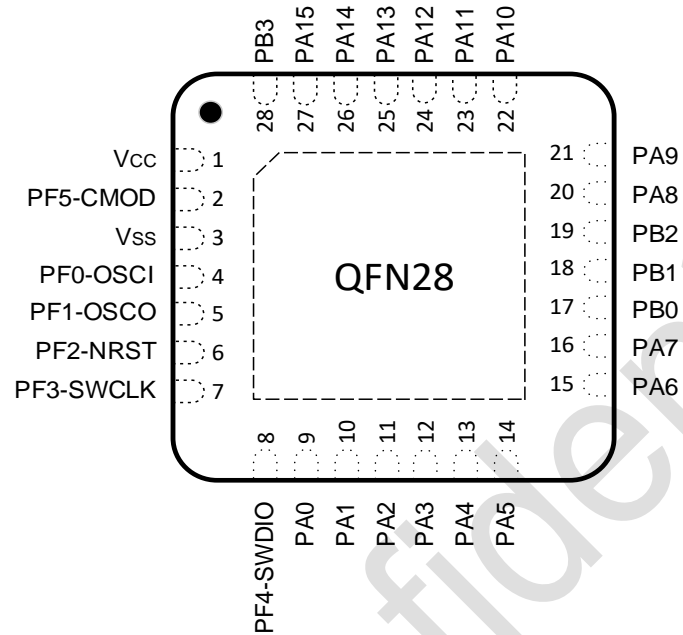 PB3 PA15 PA14 PA13 PA12 PA11 PA10
28 27 26 25 24 23 22
Vcc 1
PF5-CMOD 2
Vss 3
PF0-OSCI 4
PF1-OSCO 5
PF2-NRST 6
PF3-SWCLK 7
QFN28
21 PA9
20 PA8
19 PB2
18 PB1
17 PB0
16 PA7
15 PA6
8 9 10 11 12 13 14
PF4-SWDIO PA0 PA1 PA2 PA3 PA4 PA5